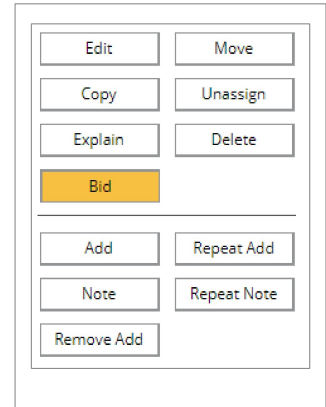 Edit Move
Copy Unassign
Explain Delete
Bid
Add Repeat Add
Note Repeat Note
Remove Add